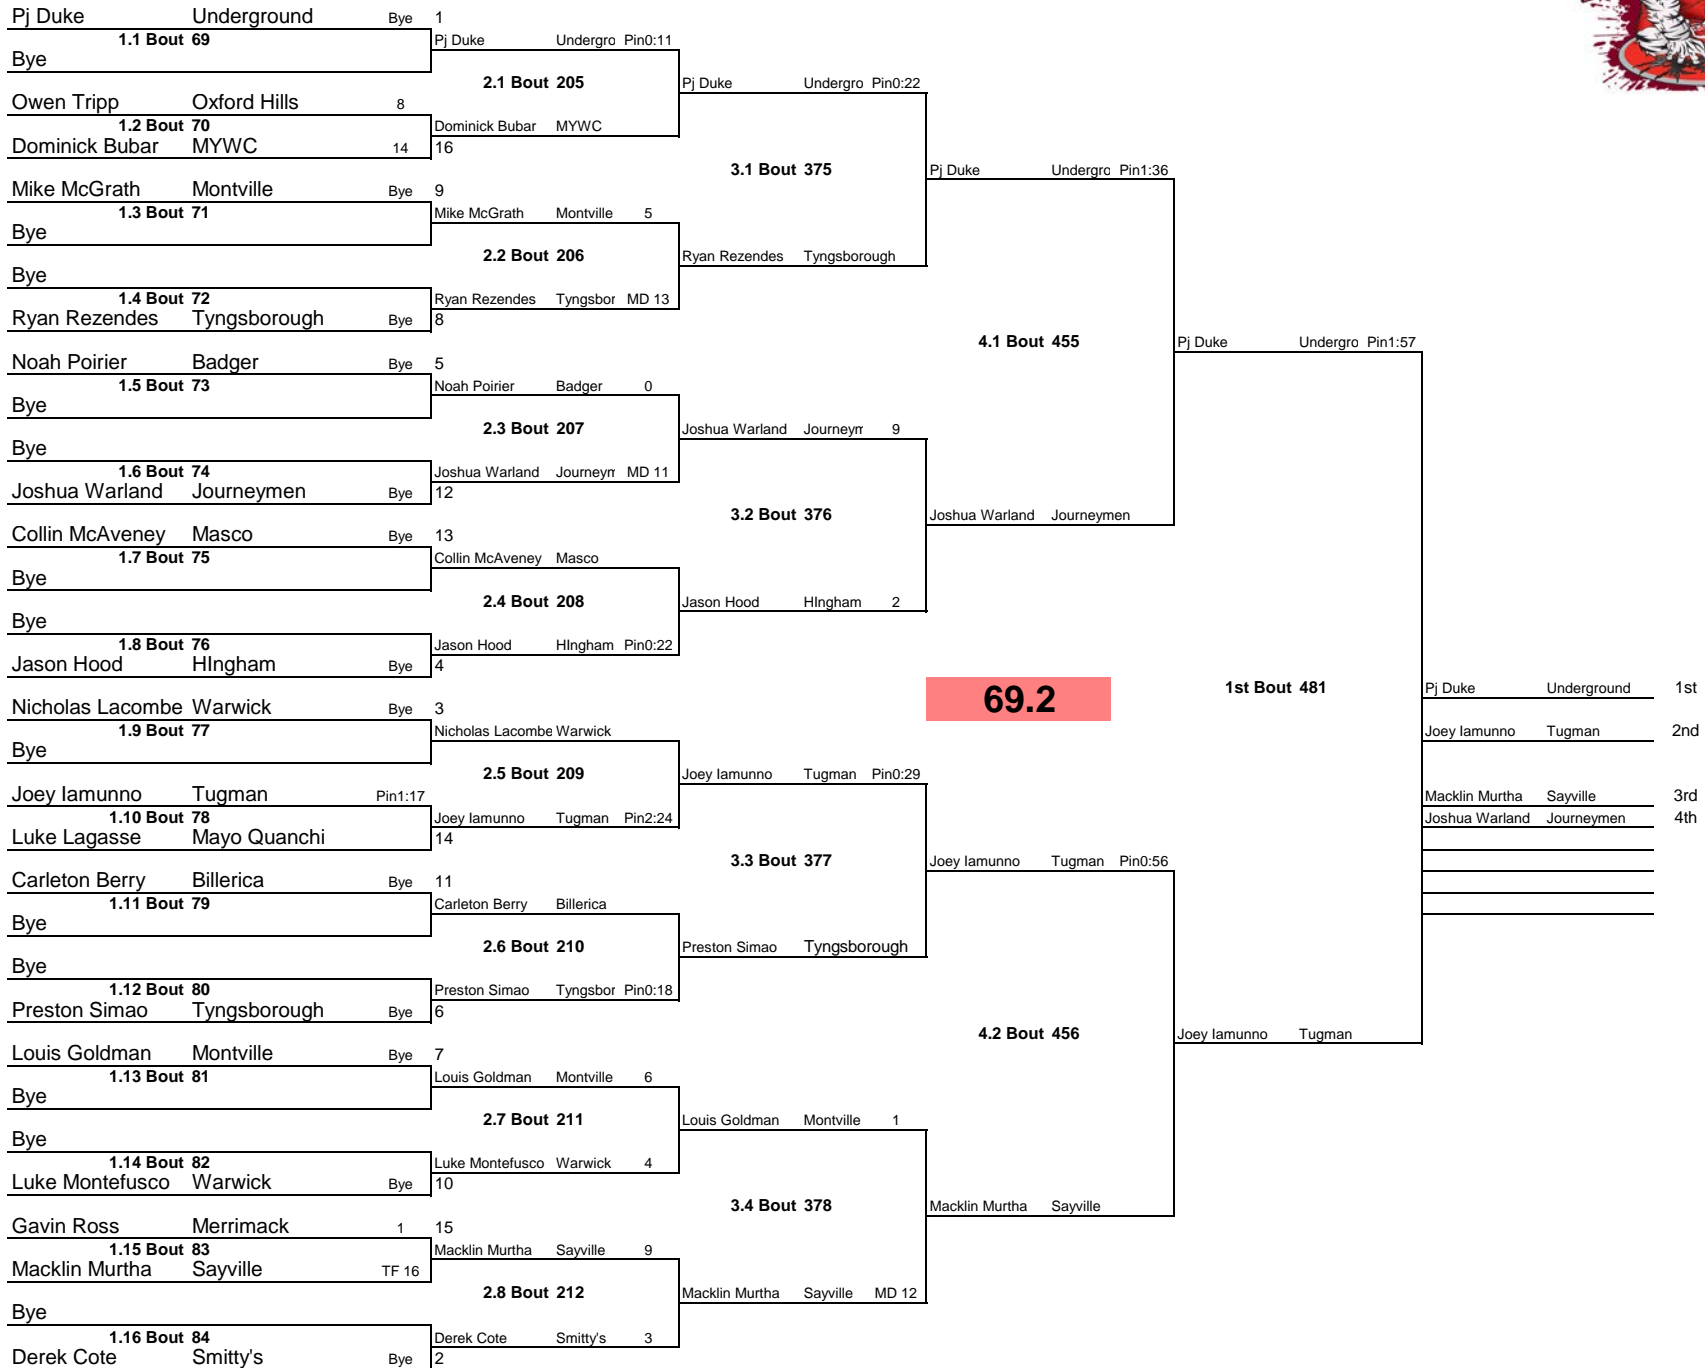 Pj Duke Underground Bye 1
1.1 Bout 69
Bye
Owen Tripp Oxford Hills 8
1.2 Bout 70
Dominick Bubar MYWC 14 16
Mike McGrath Montville Bye 9
1.3 Bout 71
Bye
Bye
1.4 Bout 72
Ryan Rezendes Tyngsborough Bye 8
Noah Poirier Badger Bye 5
1.5 Bout 73
Bye
Bye
1.6 Bout 74
Joshua Warland Journeymen Bye 12
Collin McAveney Masco Bye 13
1.7 Bout 75
Bye
Bye
1.8 Bout 76
Jason Hood HIngham Bye 4
Nicholas Lacombe Warwick Bye 3
1.9 Bout 77
Bye
Joey Iamunno Tugman Pin1:17
1.10 Bout 78
Luke Lagasse Mayo Quanchi 14
Carleton Berry Billerica Bye 11
1.11 Bout 79
Bye
Bye
1.12 Bout 80
Preston Simao Tyngsborough Bye 6
Louis Goldman Montville Bye 7
1.13 Bout 81
Bye
Bye
1.14 Bout 82
Luke Montefusco Warwick Bye 10
Gavin Ross Merrimack 1 15
1.15 Bout 83
Macklin Murtha Sayville TF 16
Bye
1.16 Bout 84
Derek Cote Smitty's Bye 2
Pj Duke Undergro Pin0:11
2.1 Bout 205
Dominick Bubar MYWC
Mike McGrath Montville 5
2.2 Bout 206
Ryan Rezendes Tyngsbor MD 13
Noah Poirier Badger 0
2.3 Bout 207
Joshua Warland Journeym MD 11
Collin McAveney Masco
2.4 Bout 208
Jason Hood HIngham Pin0:22
Nicholas Lacombe Warwick
2.5 Bout 209
Joey Iamunno Tugman Pin2:24
Carleton Berry Billerica
2.6 Bout 210
Preston Simao Tyngsbor Pin0:18
Louis Goldman Montville 6
2.7 Bout 211
Luke Montefusco Warwick 4
Macklin Murtha Sayville 9
2.8 Bout 212
Derek Cote Smitty's 3
Pj Duke Undergro Pin0:22
3.1 Bout 375
Ryan Rezendes Tyngsborough
Joshua Warland Journeym 9
3.2 Bout 376
Jason Hood HIngham 2
Joey Iamunno Tugman Pin0:29
3.3 Bout 377
Preston Simao Tyngsborough
Louis Goldman Montville 1
3.4 Bout 378
Macklin Murtha Sayville MD 12
Pj Duke Undergro Pin1:36
4.1 Bout 455
Joshua Warland Journeymen
69.2
Joey Iamunno Tugman Pin0:56
4.2 Bout 456
Macklin Murtha Sayville
Pj Duke Undergro Pin1:57
1st Bout 481
Joey Iamunno Tugman
Pj Duke Underground 1st
Joey Iamunno Tugman 2nd
Macklin Murtha Sayville 3rd
Joshua Warland Journeymen 4th